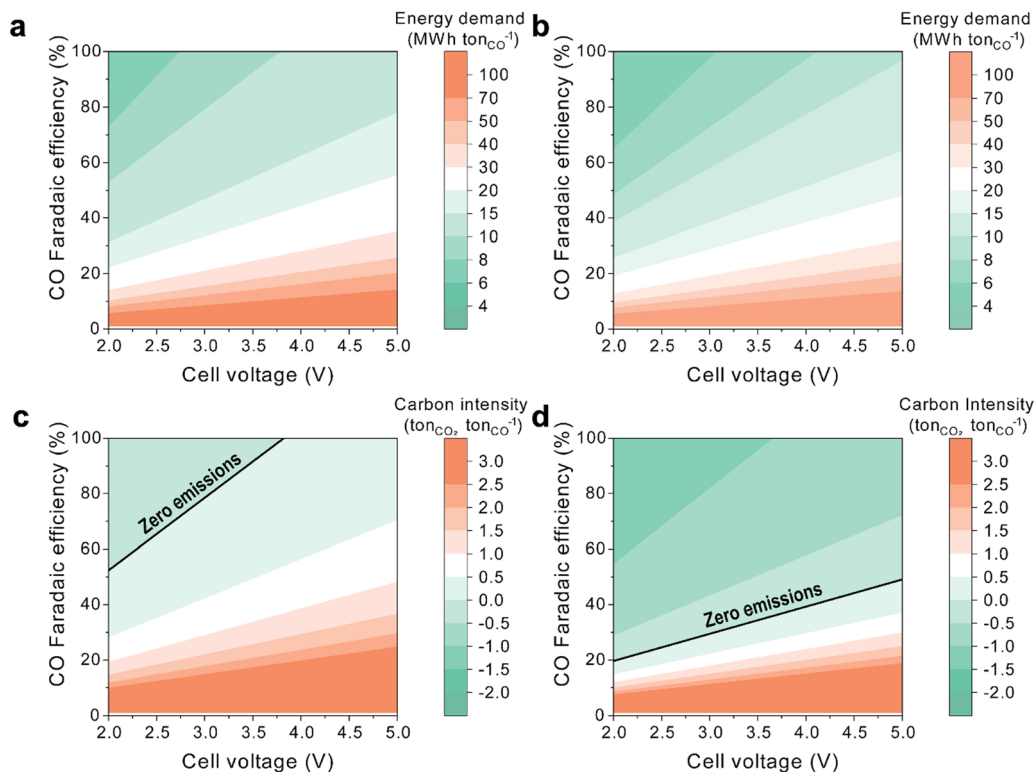 a
Energy demand
(MWh ton_CO⁻¹)
CO Faradaic efficiency (%)
100
80
60
40
20
0
2.0 2.5 3.0 3.5 4.0 4.5 5.0
Cell voltage (V)
100
70
50
30
20
15
10
8
6
4
b
Energy demand
(MWh ton_CO⁻¹)
CO Faradaic efficiency (%)
100
80
60
40
20
0
2.0 2.5 3.0 3.5 4.0 4.5 5.0
Cell voltage (V)
100
70
50
30
20
15
10
8
6
4
c
Carbon intensity
(ton_CO₂ ton_CO⁻¹)
CO Faradaic efficiency (%)
100
80
60
40
20
0
Zero emissions
2.0 2.5 3.0 3.5 4.0 4.5 5.0
Cell voltage (V)
3.0
2.5
2.0
1.5
1.0
0.5
0.0
-0.5
-1.0
-2.0
d
Carbon Intensity
(ton_CO₂ ton_CO⁻¹)
CO Faradaic efficiency (%)
100
80
60
40
20
0
Zero emissions
2.0 2.5 3.0 3.5 4.0 4.5 5.0
Cell voltage (V)
3.0
2.5
2.0
1.5
1.0
0.5
0.0
-0.5
-1.0
-2.0